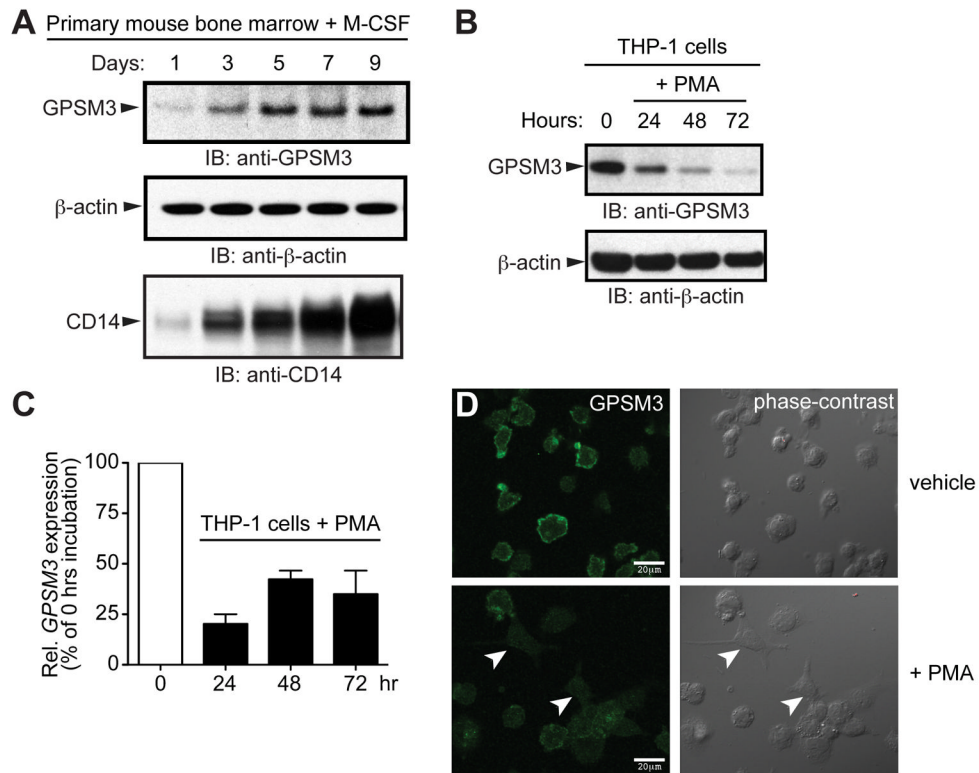 A
Primary mouse bone marrow + M-CSF
Days: 1 3 5 7 9
GPSM3
IB: anti-GPSM3
β-actin
IB: anti-β-actin
CD14
IB: anti-CD14
B
THP-1 cells
+ PMA
Hours: 0 24 48 72
GPSM3
IB: anti-GPSM3
β-actin
IB: anti-β-actin
C
Rel. GPSM3 expression
(% of 0 hrs incubation)
100
75
50
25
0
THP-1 cells + PMA
0 24 48 72 hr
D
GPSM3
phase-contrast
vehicle
20μm
20μm
+ PMA
20μm
20μm